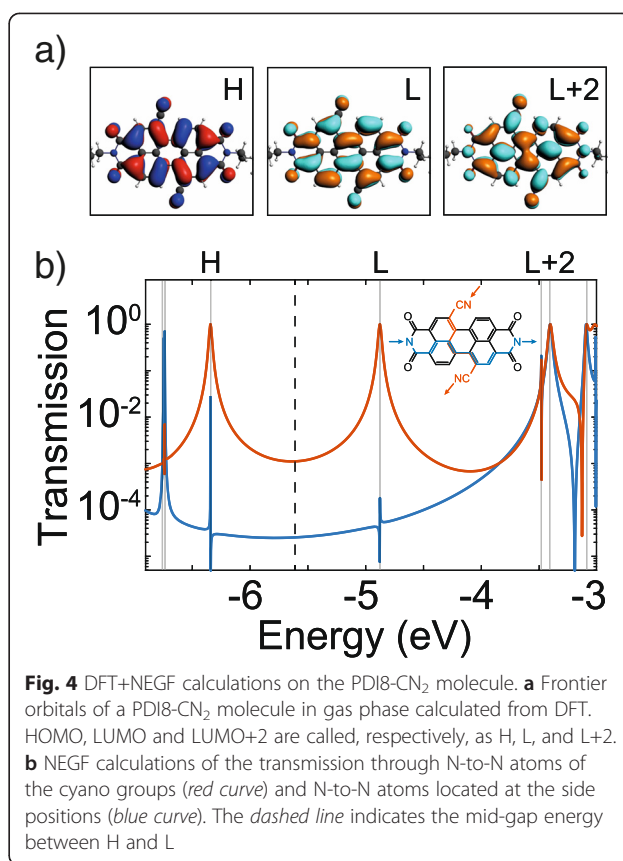 a)
H
L
L+2
b)
H
L
L+2
Transmission
10⁰
10⁻²
10⁻⁴
O
CN
O
N
N
O
NC
O
-6
-5
-4
-3
Energy (eV)
Fig. 4 DFT+NEGF calculations on the PDI8-CN₂ molecule. a Frontier
orbitals of a PDI8-CN₂ molecule in gas phase calculated from DFT.
HOMO, LUMO and LUMO+2 are called, respectively, as H, L, and L+2.
b NEGF calculations of the transmission through N-to-N atoms of
the cyano groups (red curve) and N-to-N atoms located at the side
positions (blue curve). The dashed line indicates the mid-gap energy
between H and L